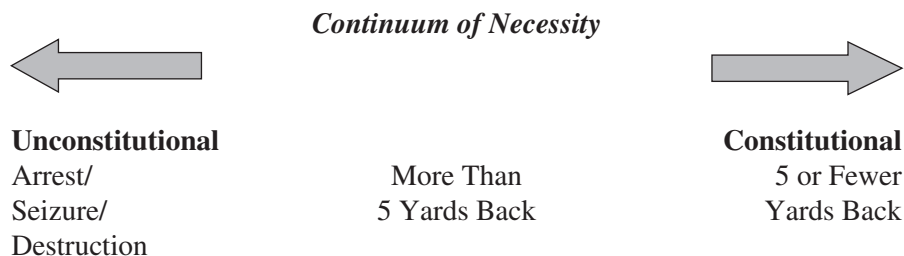 Continuum of Necessity
Unconstitutional Constitutional
Arrest/ More Than 5 or Fewer
Seizure/ 5 Yards Back Yards Back
Destruction